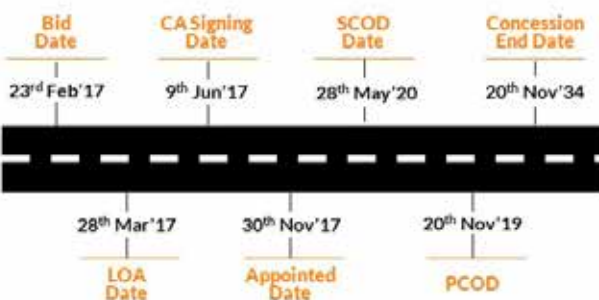 Bid
Date
23rd Feb'17
CA Signing
Date
9th Jun'17
SCOD
Date
28th May'20
Concession
End Date
20th Nov'34
28th Mar'17
LOA
Date
30th Nov'17
Appointed
Date
20th Nov'19
PCOD